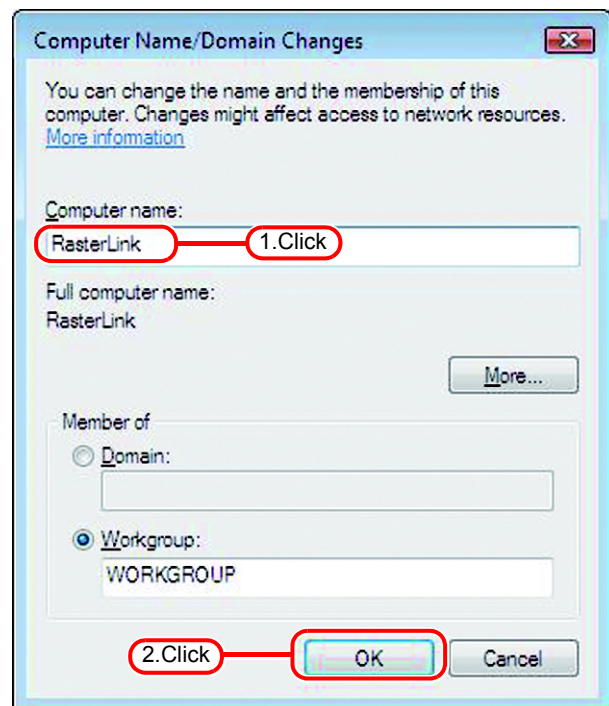 Computer Name/Domain Changes
You can change the name and the membership of this
computer. Changes might affect access to network resources.
More information
Computer name:
RasterLink
1.Click
Full computer name:
RasterLink
More...
Member of
Domain:
Workgroup:
WORKGROUP
2.Click
OK
Cancel